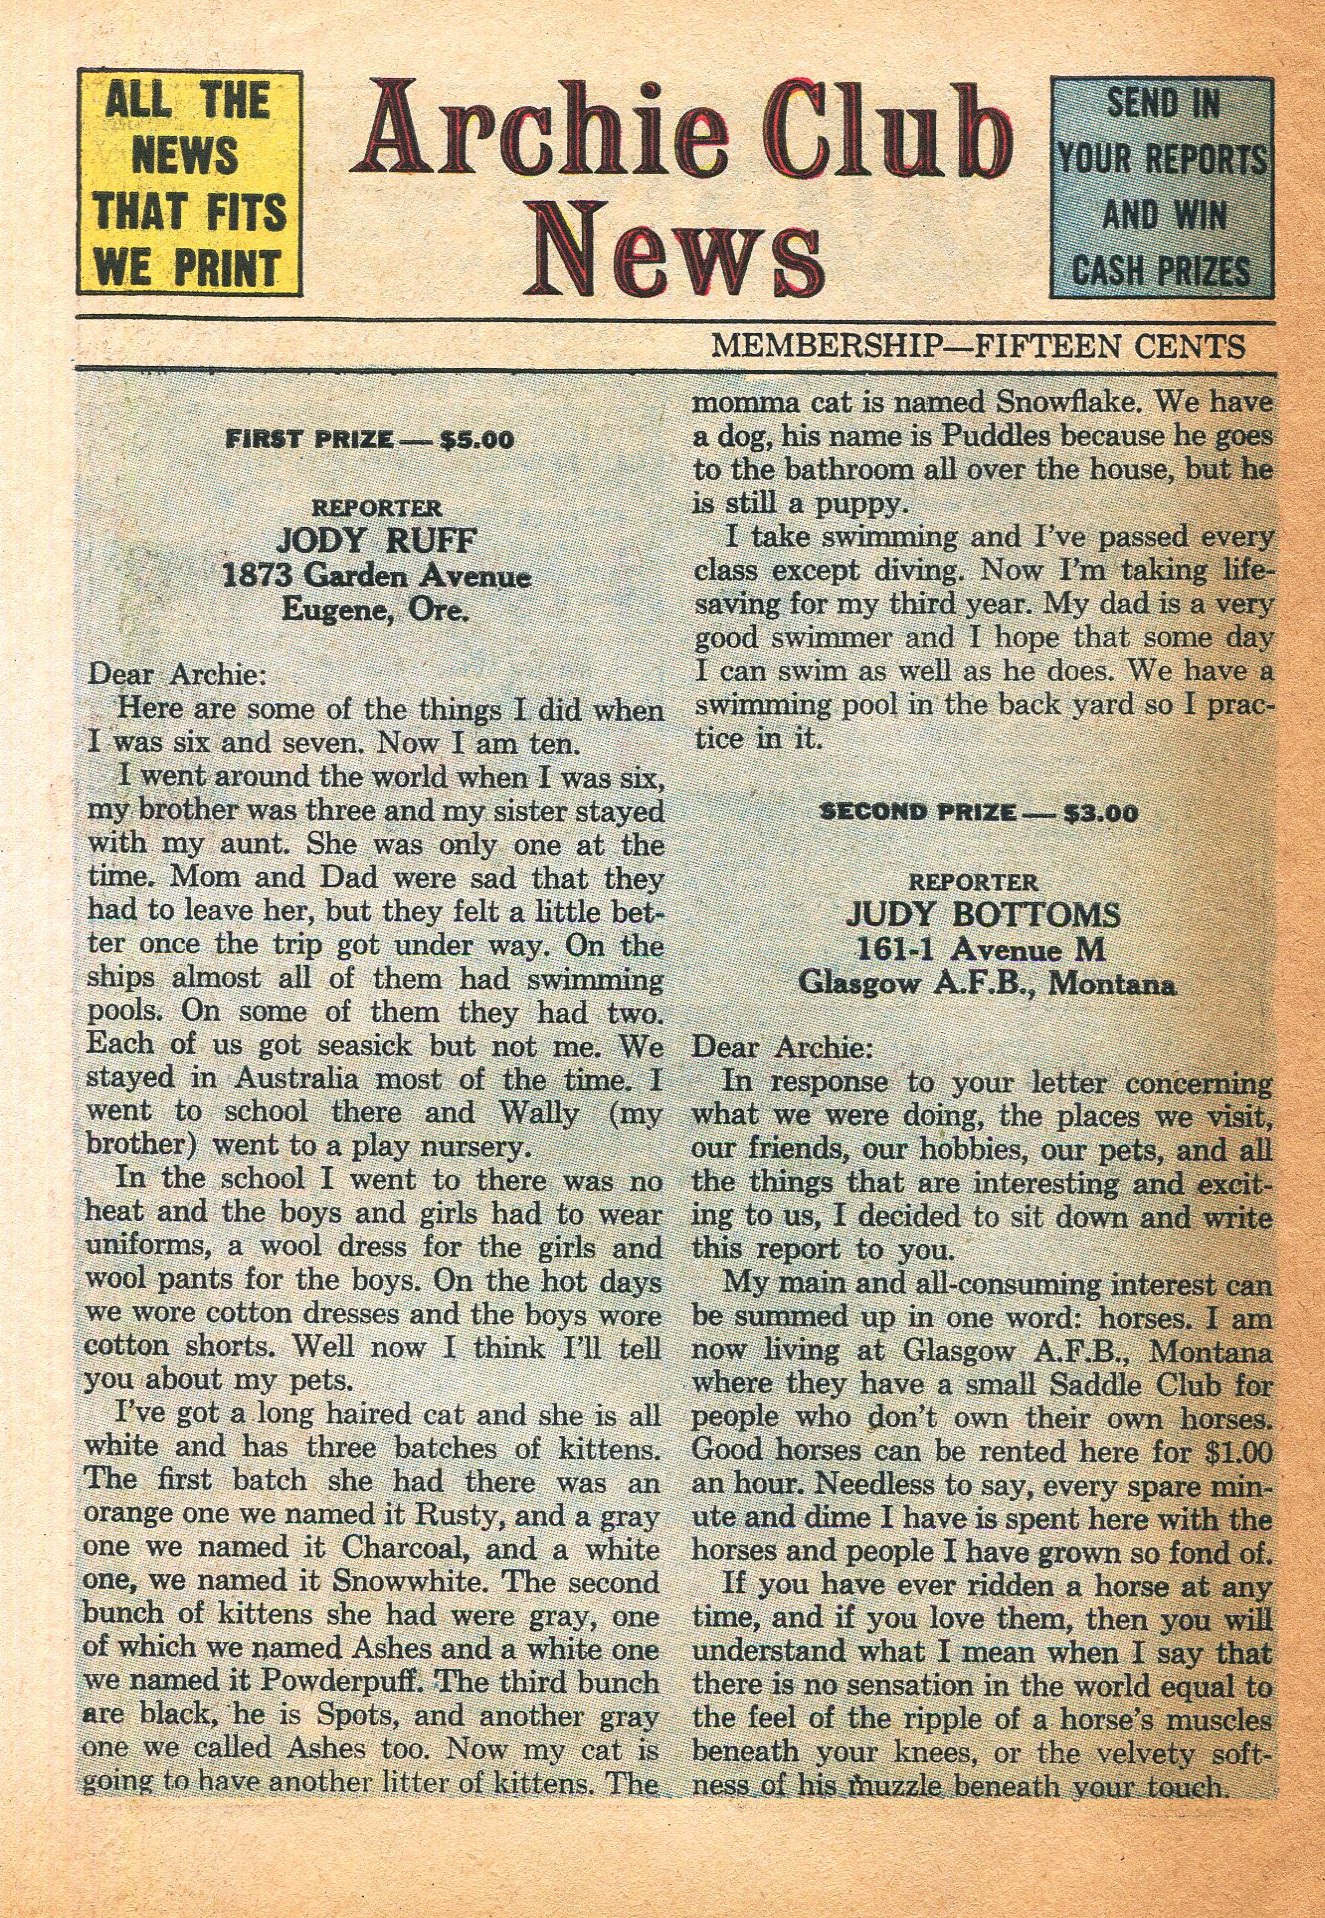 ALL THE
NEWS
THAT FITS
WE PRINT
Archie Club
News
SEND IN
YOUR REPORTS
AND WIN
CASH PRIZES
MEMBERSHIP—FIFTEEN CENTS
FIRST PRIZE — $5.00
REPORTER
JODY RUFF
1873 Garden Avenue
Eugene, Ore.
Dear Archie:
Here are some of the things I did when
I was six and seven. Now I am ten.
I went around the world when I was six,
my brother was three and my sister stayed
with my aunt. She was only one at the
time. Mom and Dad were sad that they
had to leave her, but they felt a little bet-
ter once the trip got under way. On the
ships almost all of them had swimming
pools. On some of them they had two.
Each of us got seasick but not me. We
stayed in Australia most of the time. I
went to school there and Wally (my
brother) went to a play nursery.
In the school I went to there was no
heat and the boys and girls had to wear
uniforms, a wool dress for the girls and
wool pants for the boys. On the hot days
we wore cotton dresses and the boys wore
cotton shorts. Well now I think I'll tell
you about my pets.
I've got a long haired cat and she is all
white and has three batches of kittens.
The first batch she had there was an
orange one we named it Rusty, and a gray
one we named it Charcoal, and a white
one, we named it Snowwhite. The second
bunch of kittens she had were gray, one
of which we named Ashes and a white one
we named it Powderpuff. The third bunch
are black, he is Spots, and another gray
one we called Ashes too. Now my cat is
going to have another litter of kittens. The
momma cat is named Snowflake. We have
a dog, his name is Puddles because he goes
to the bathroom all over the house, but he
is still a puppy.
I take swimming and I've passed every
class except diving. Now I'm taking life-
saving for my third year. My dad is a very
good swimmer and I hope that some day
I can swim as well as he does. We have a
swimming pool in the back yard so I prac-
tice in it.
SECOND PRIZE — $3.00
REPORTER
JUDY BOTTOMS
161-1 Avenue M
Glasgow A.F.B., Montana
Dear Archie:
In response to your letter concerning
what we were doing, the places we visit,
our friends, our hobbies, our pets, and all
the things that are interesting and excit-
ing to us, I decided to sit down and write
this report to you.
My main and all-consuming interest can
be summed up in one word: horses. I am
now living at Glasgow A.F.B., Montana
where they have a small Saddle Club for
people who don't own their own horses.
Good horses can be rented here for $1.00
an hour. Needless to say, every spare min-
ute and dime I have is spent here with the
horses and people I have grown so fond of.
If you have ever ridden a horse at any
time, and if you love them, then you will
understand what I mean when I say that
there is no sensation in the world equal to
the feel of the ripple of a horse's muscles
beneath your knees, or the velvety soft-
ness of his muzzle beneath your touch.